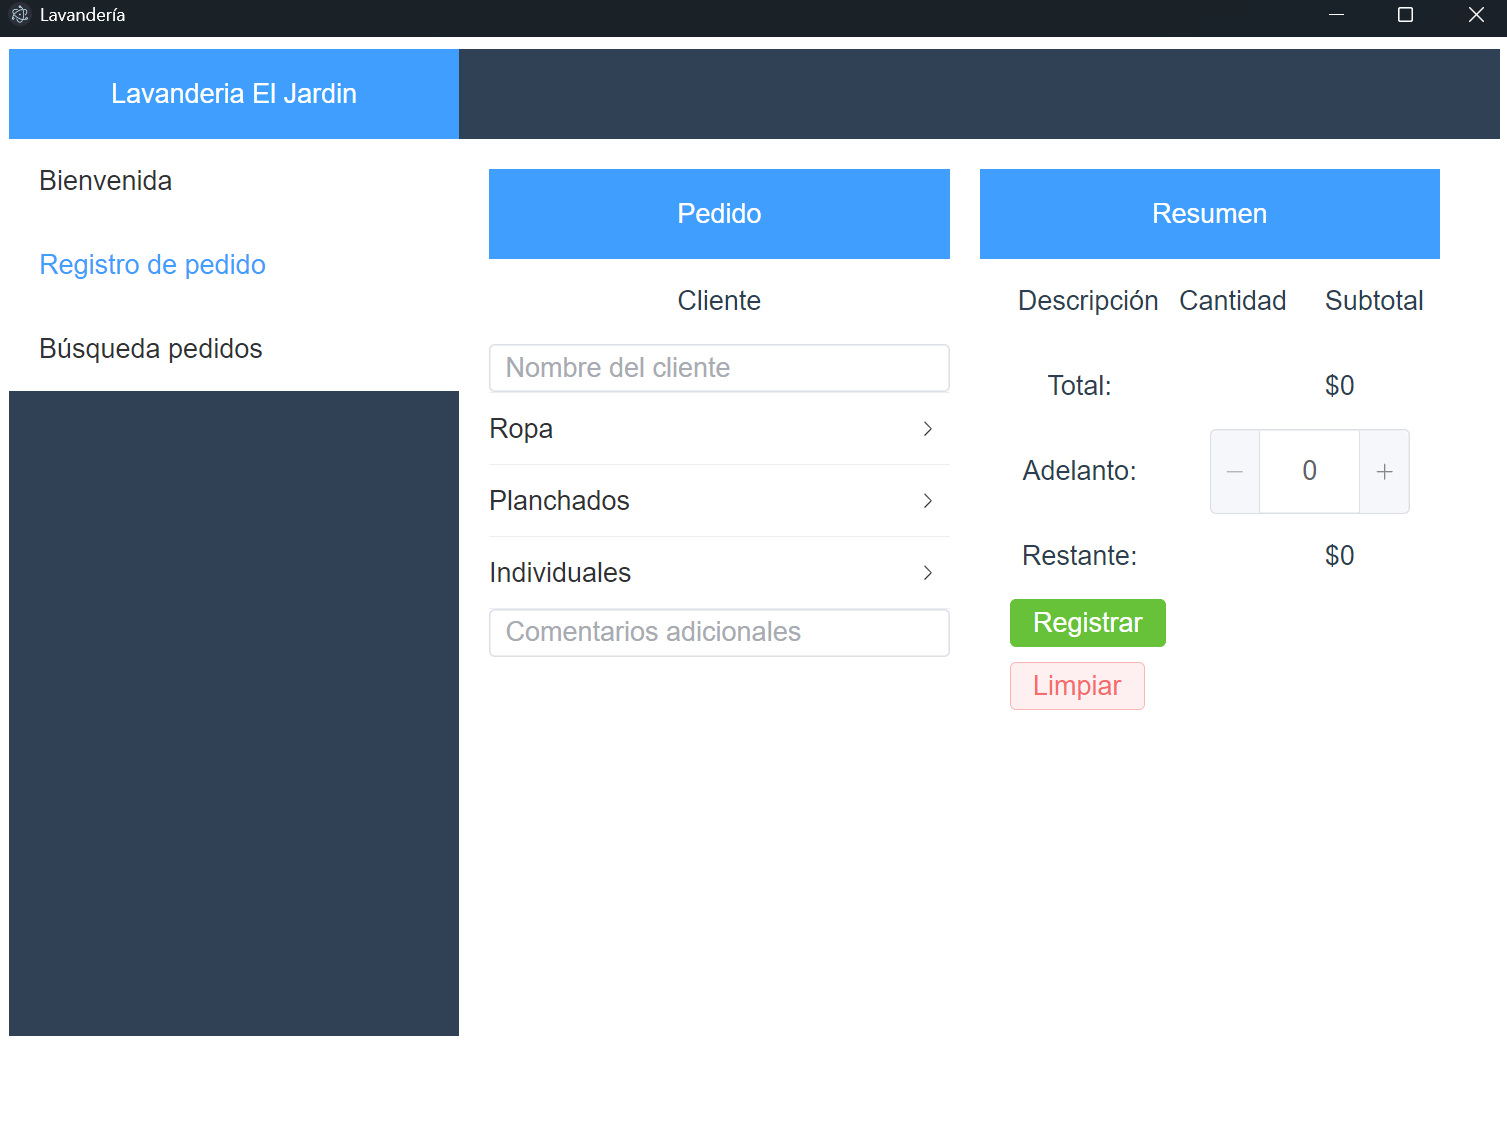 Lavandería
Lavanderia El Jardin
Bienvenida
Registro de pedido
Búsqueda pedidos
Pedido
Cliente
Nombre del cliente
Ropa
Planchados
Individuales
Comentarios adicionales
Resumen
Descripción Cantidad Subtotal
Total: $0
Adelanto: 0
Restante: $0
Registrar
Limpiar